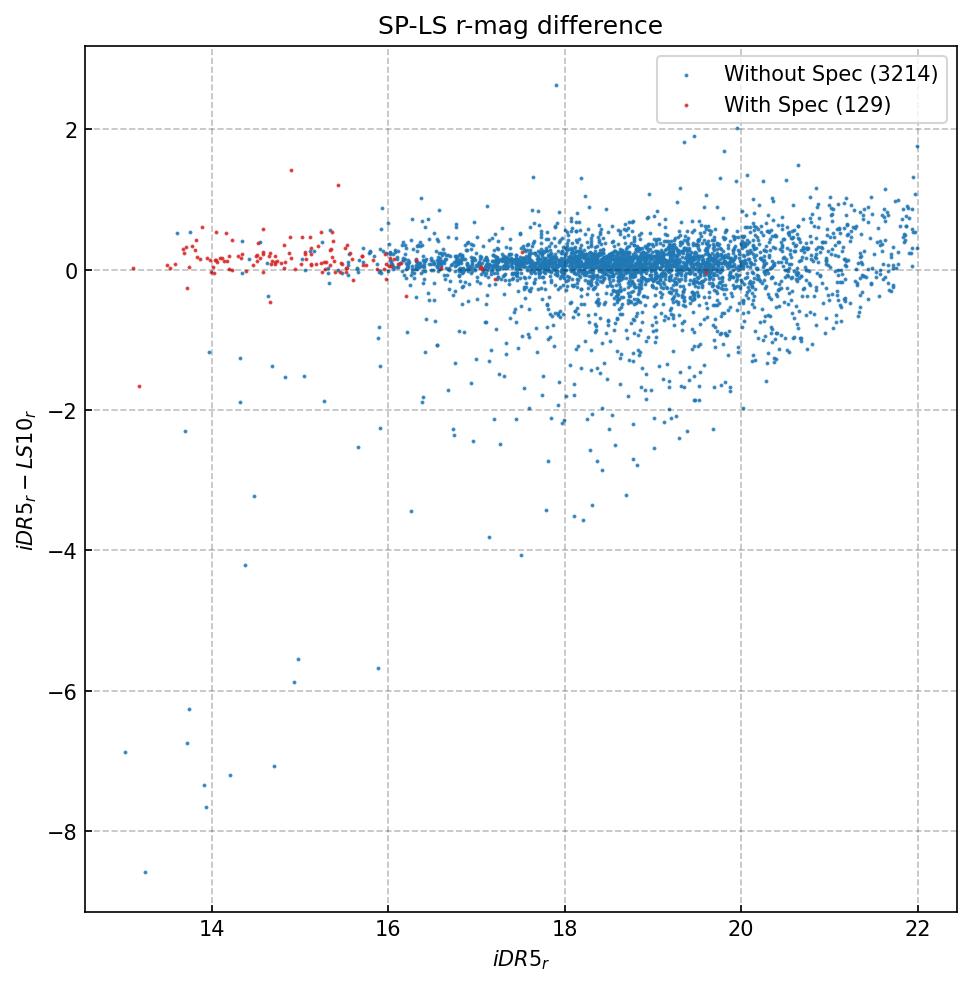 SP-LS r-mag difference
Without Spec (3214)
With Spec (129)
2
0
−2
−4
−6
−8
iDR5r − LS10r
14 16 18 20 22
iDR5r